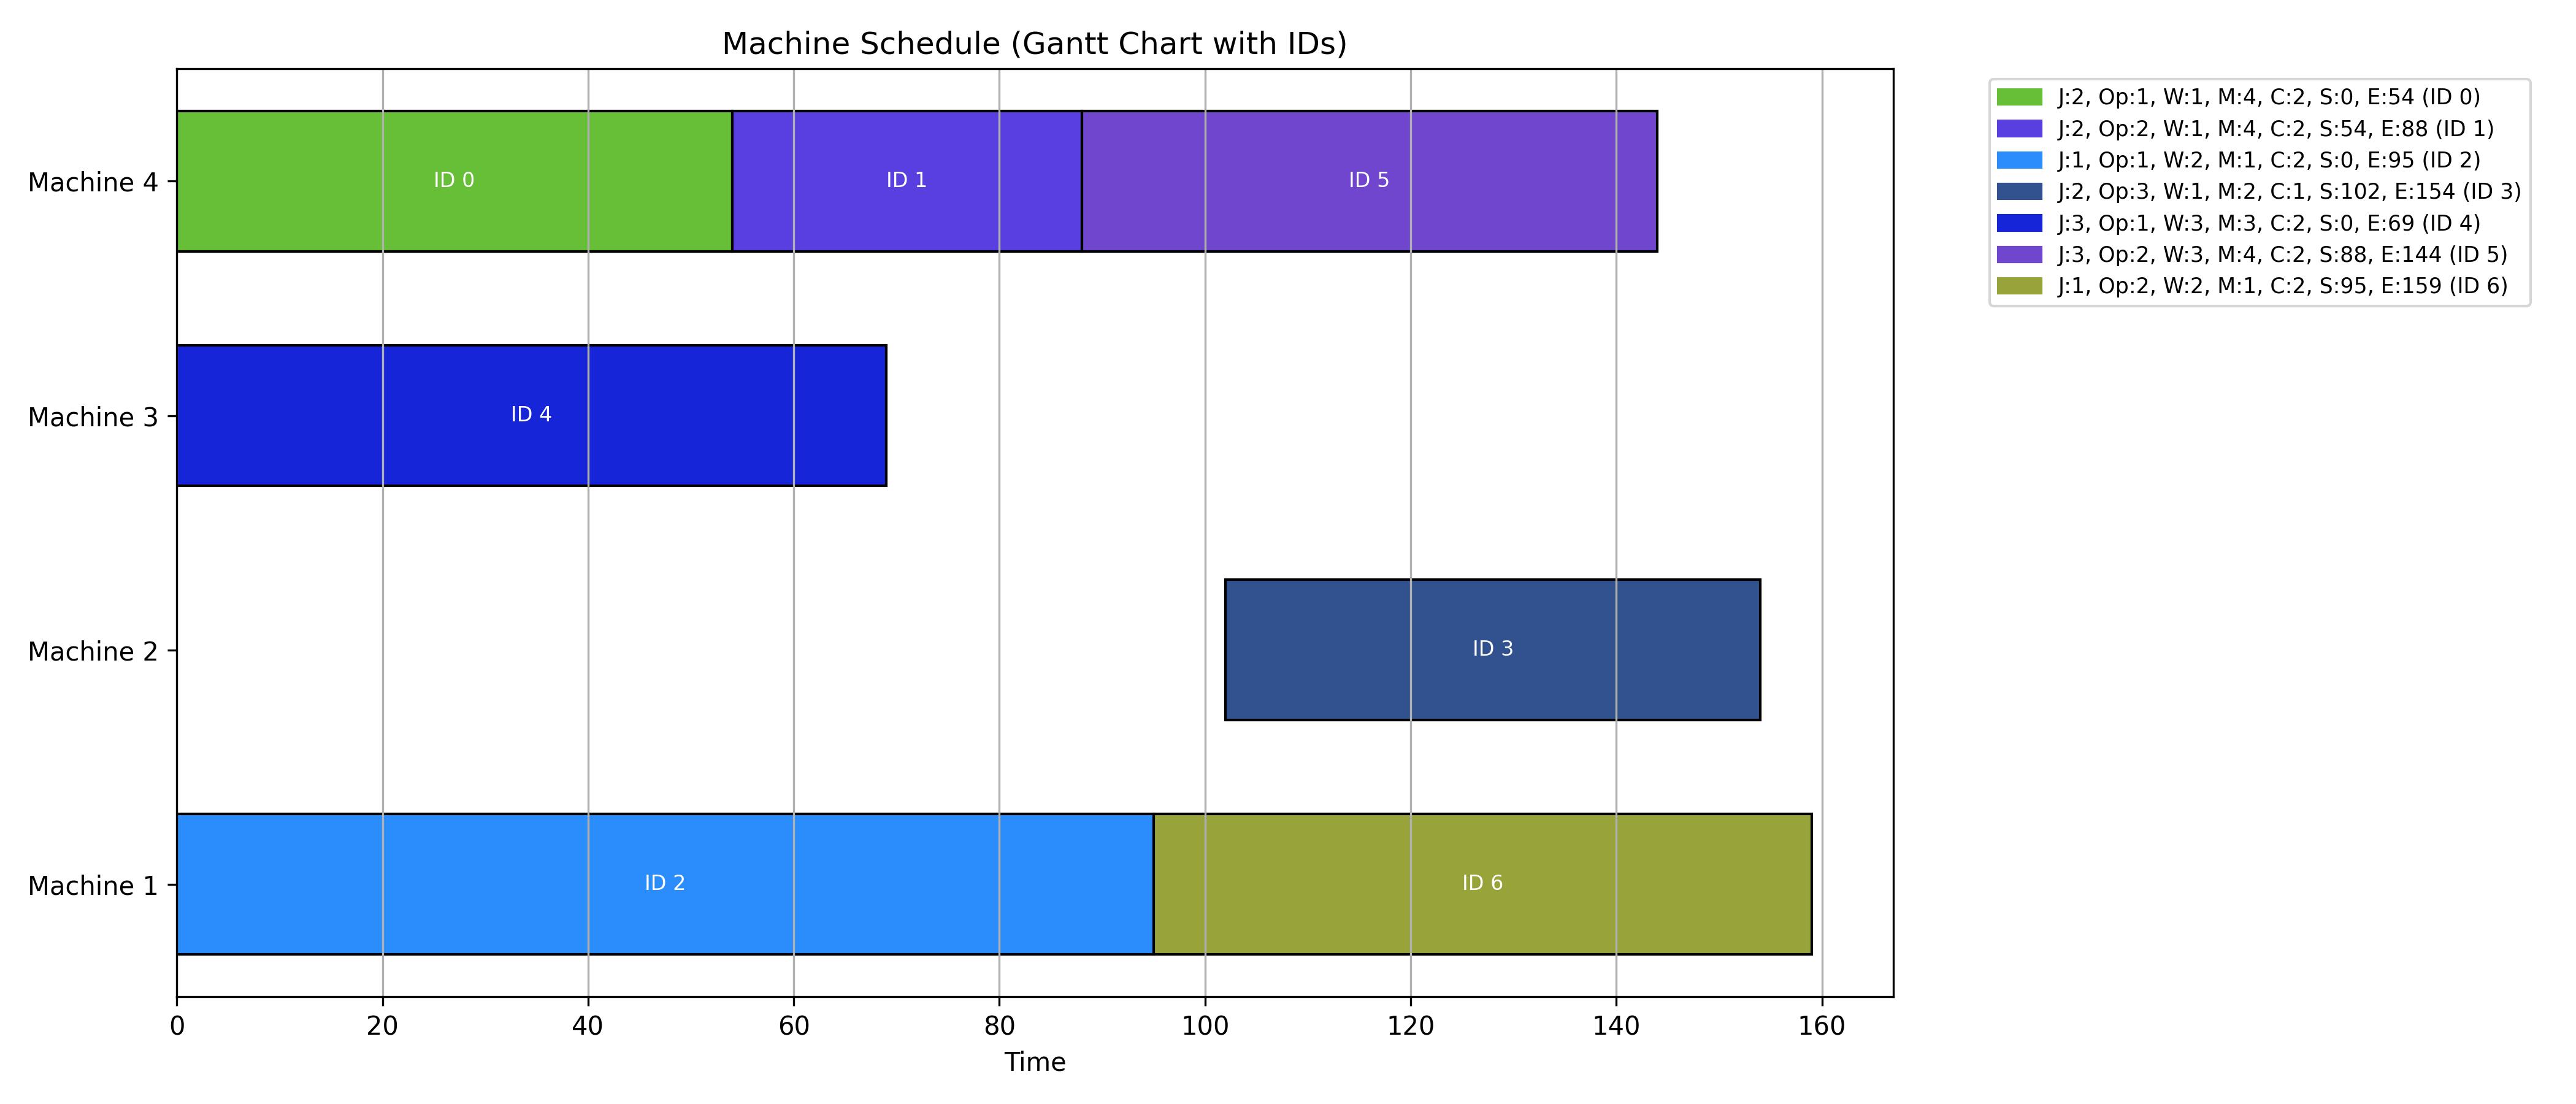 Machine Schedule (Gantt Chart with IDs)
Machine 4
ID 0
ID 1
ID 5
Machine 3
ID 4
Machine 2
ID 3
Machine 1
ID 2
ID 6
0 20 40 60 80 100 120 140 160
Time
J:2, Op:1, W:1, M:4, C:2, S:0, E:54 (ID 0)
J:2, Op:2, W:1, M:4, C:2, S:54, E:88 (ID 1)
J:1, Op:1, W:2, M:1, C:2, S:0, E:95 (ID 2)
J:2, Op:3, W:1, M:2, C:1, S:102, E:154 (ID 3)
J:3, Op:1, W:3, M:3, C:2, S:0, E:69 (ID 4)
J:3, Op:2, W:3, M:4, C:2, S:88, E:144 (ID 5)
J:1, Op:2, W:2, M:1, C:2, S:95, E:159 (ID 6)